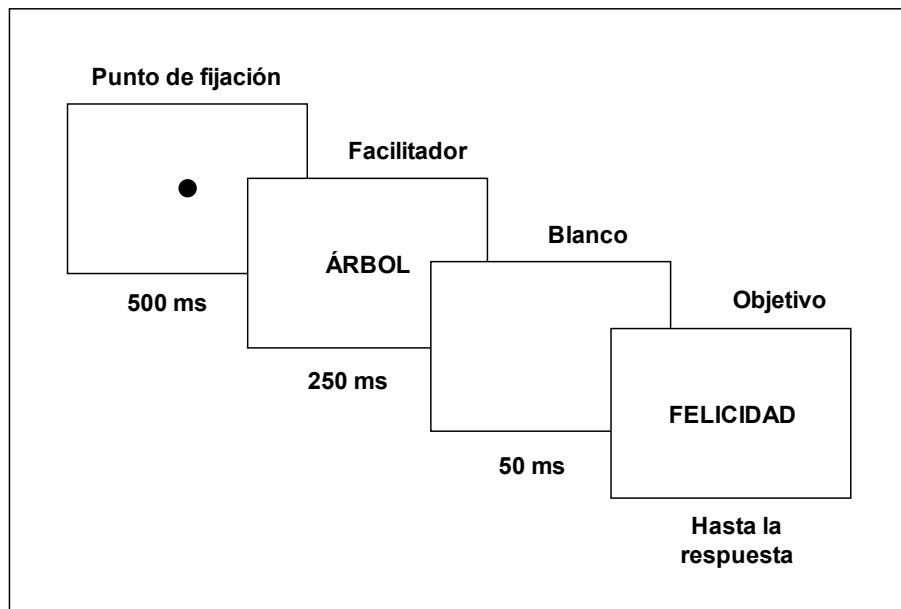 Punto de fijación
500 ms
Facilitador
ÁRBOL
250 ms
Blanco
50 ms
Objetivo
FELICIDAD
Hasta la
respuesta